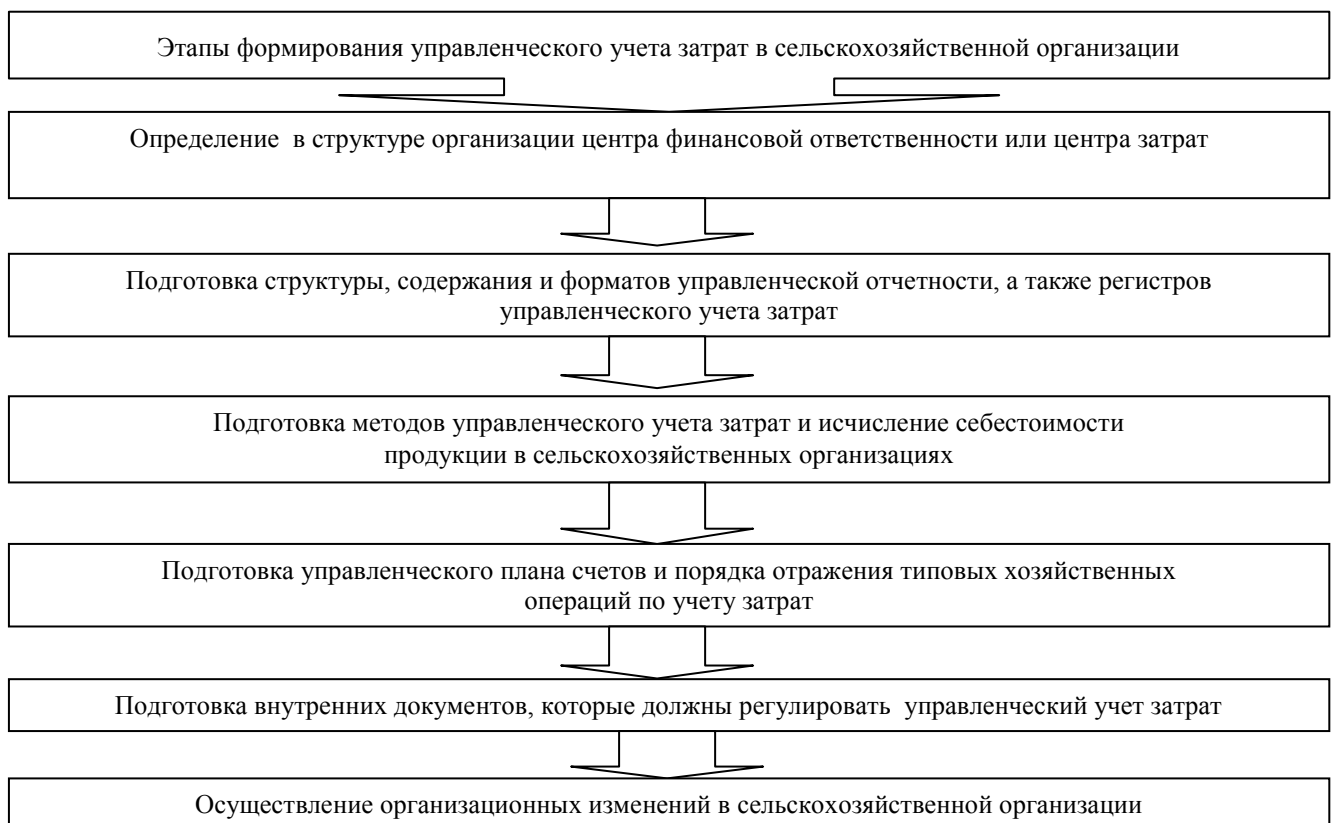 Этапы формирования управленческого учета затрат в сельскохозяйственной организации
Определение в структуре организации центра финансовой ответственности или центра затрат
Подготовка структуры, содержания и форматов управленческой отчетности, а также регистров
управленческого учета затрат
Подготовка методов управленческого учета затрат и исчисление себестоимости
продукции в сельскохозяйственных организациях
Подготовка управленческого плана счетов и порядка отражения типовых хозяйственных
операций по учету затрат
Подготовка внутренних документов, которые должны регулировать управленческий учет затрат
Осуществление организационных изменений в сельскохозяйственной организации